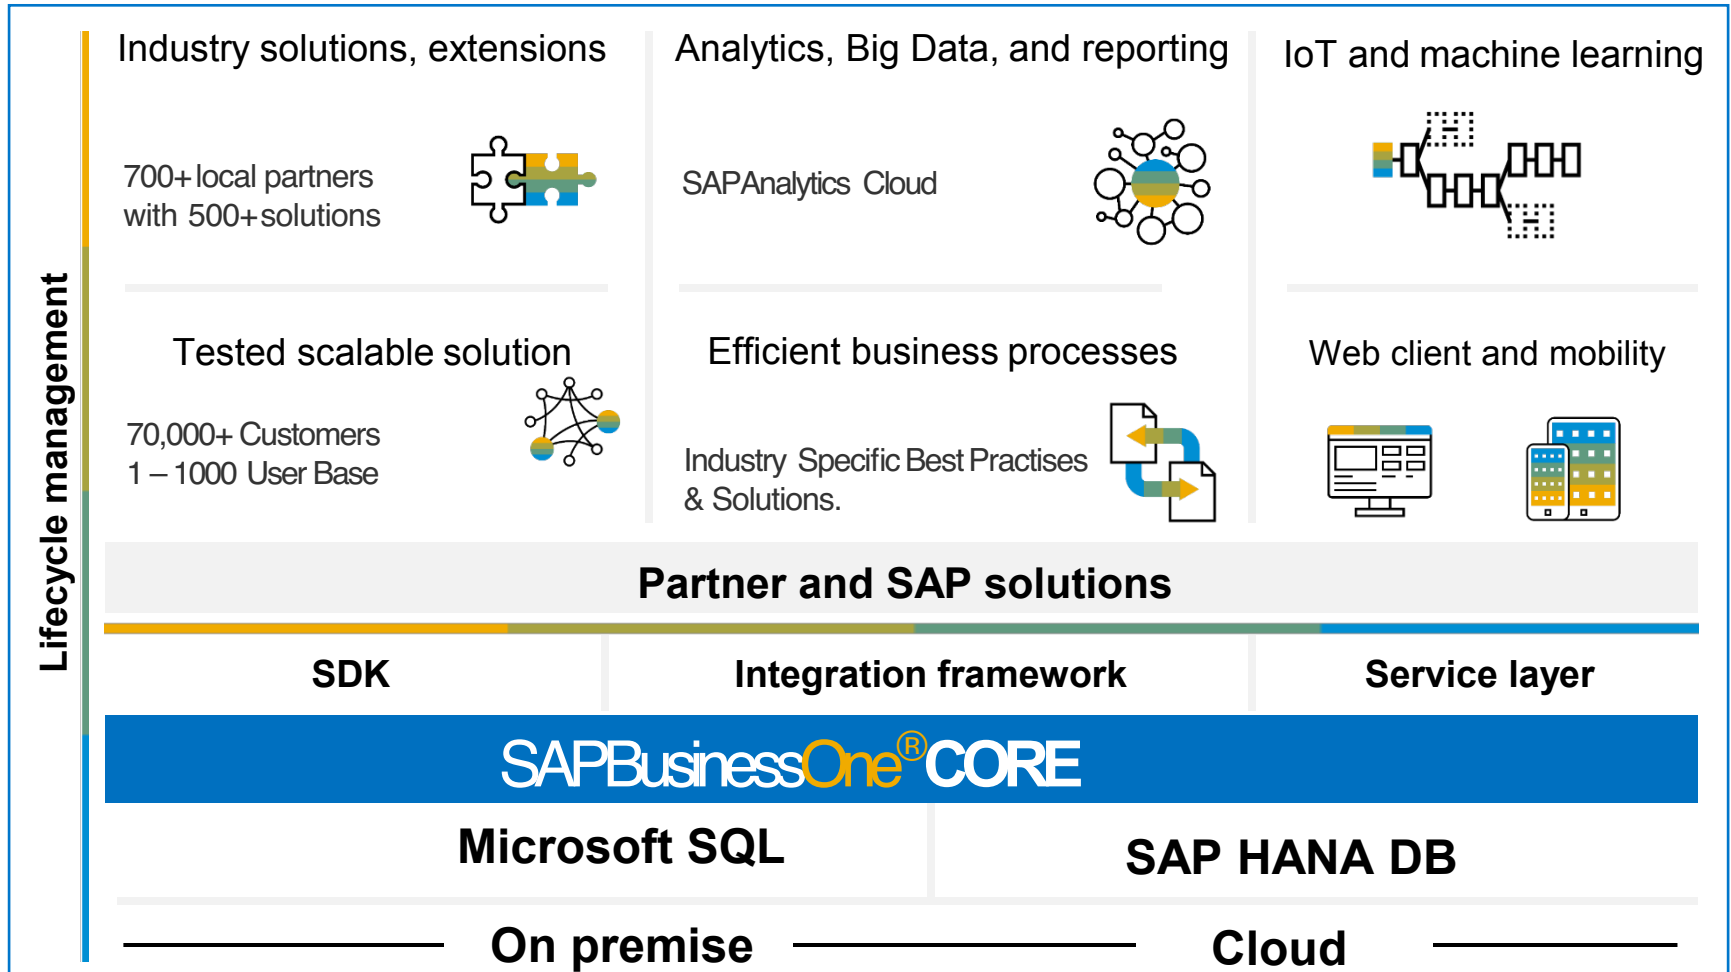 Industry solutions, extensions
700+ local partners
with 500+ solutions
Analytics, Big Data, and reporting
SAP Analytics Cloud
IoT and machine learning
Tested scalable solution
70,000+ Customers
1 – 1000 User Base
Efficient business processes
Industry Specific Best Practises
& Solutions.
Web client and mobility
Lifecycle management
Partner and SAP solutions
SDK
Integration framework
Service layer
SAP Business One® CORE
Microsoft SQL
SAP HANA DB
On premise
Cloud